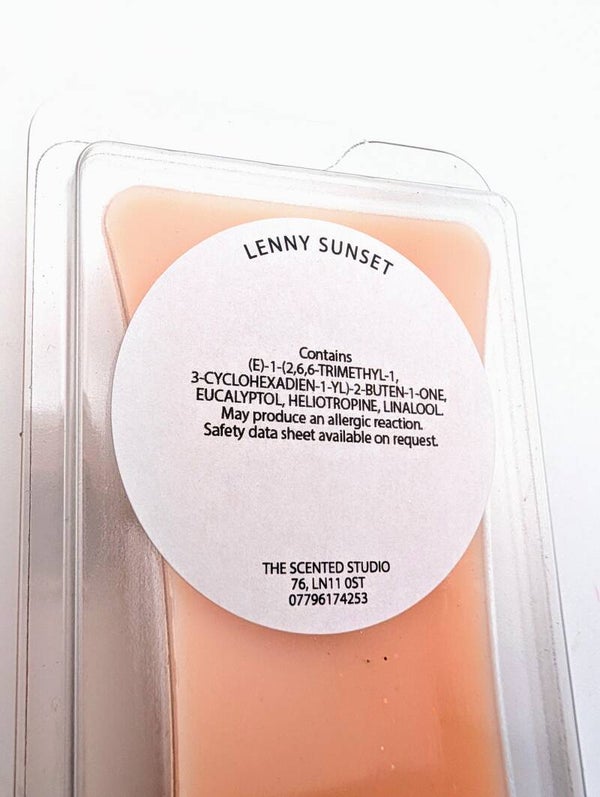 LENNY SUNSET
Contains
(E)-1-(2,6,6-TRIMETHYL-1,
3-CYCLOHEXADIEN-1-YL)-2-BUTEN-1-ONE,
EUCALYPTOL, HELIOTROPINE, LINALOOL.
May produce an allergic reaction.
Safety data sheet available on request.
THE SCENTED STUDIO
76, LN11 0ST
07796174253